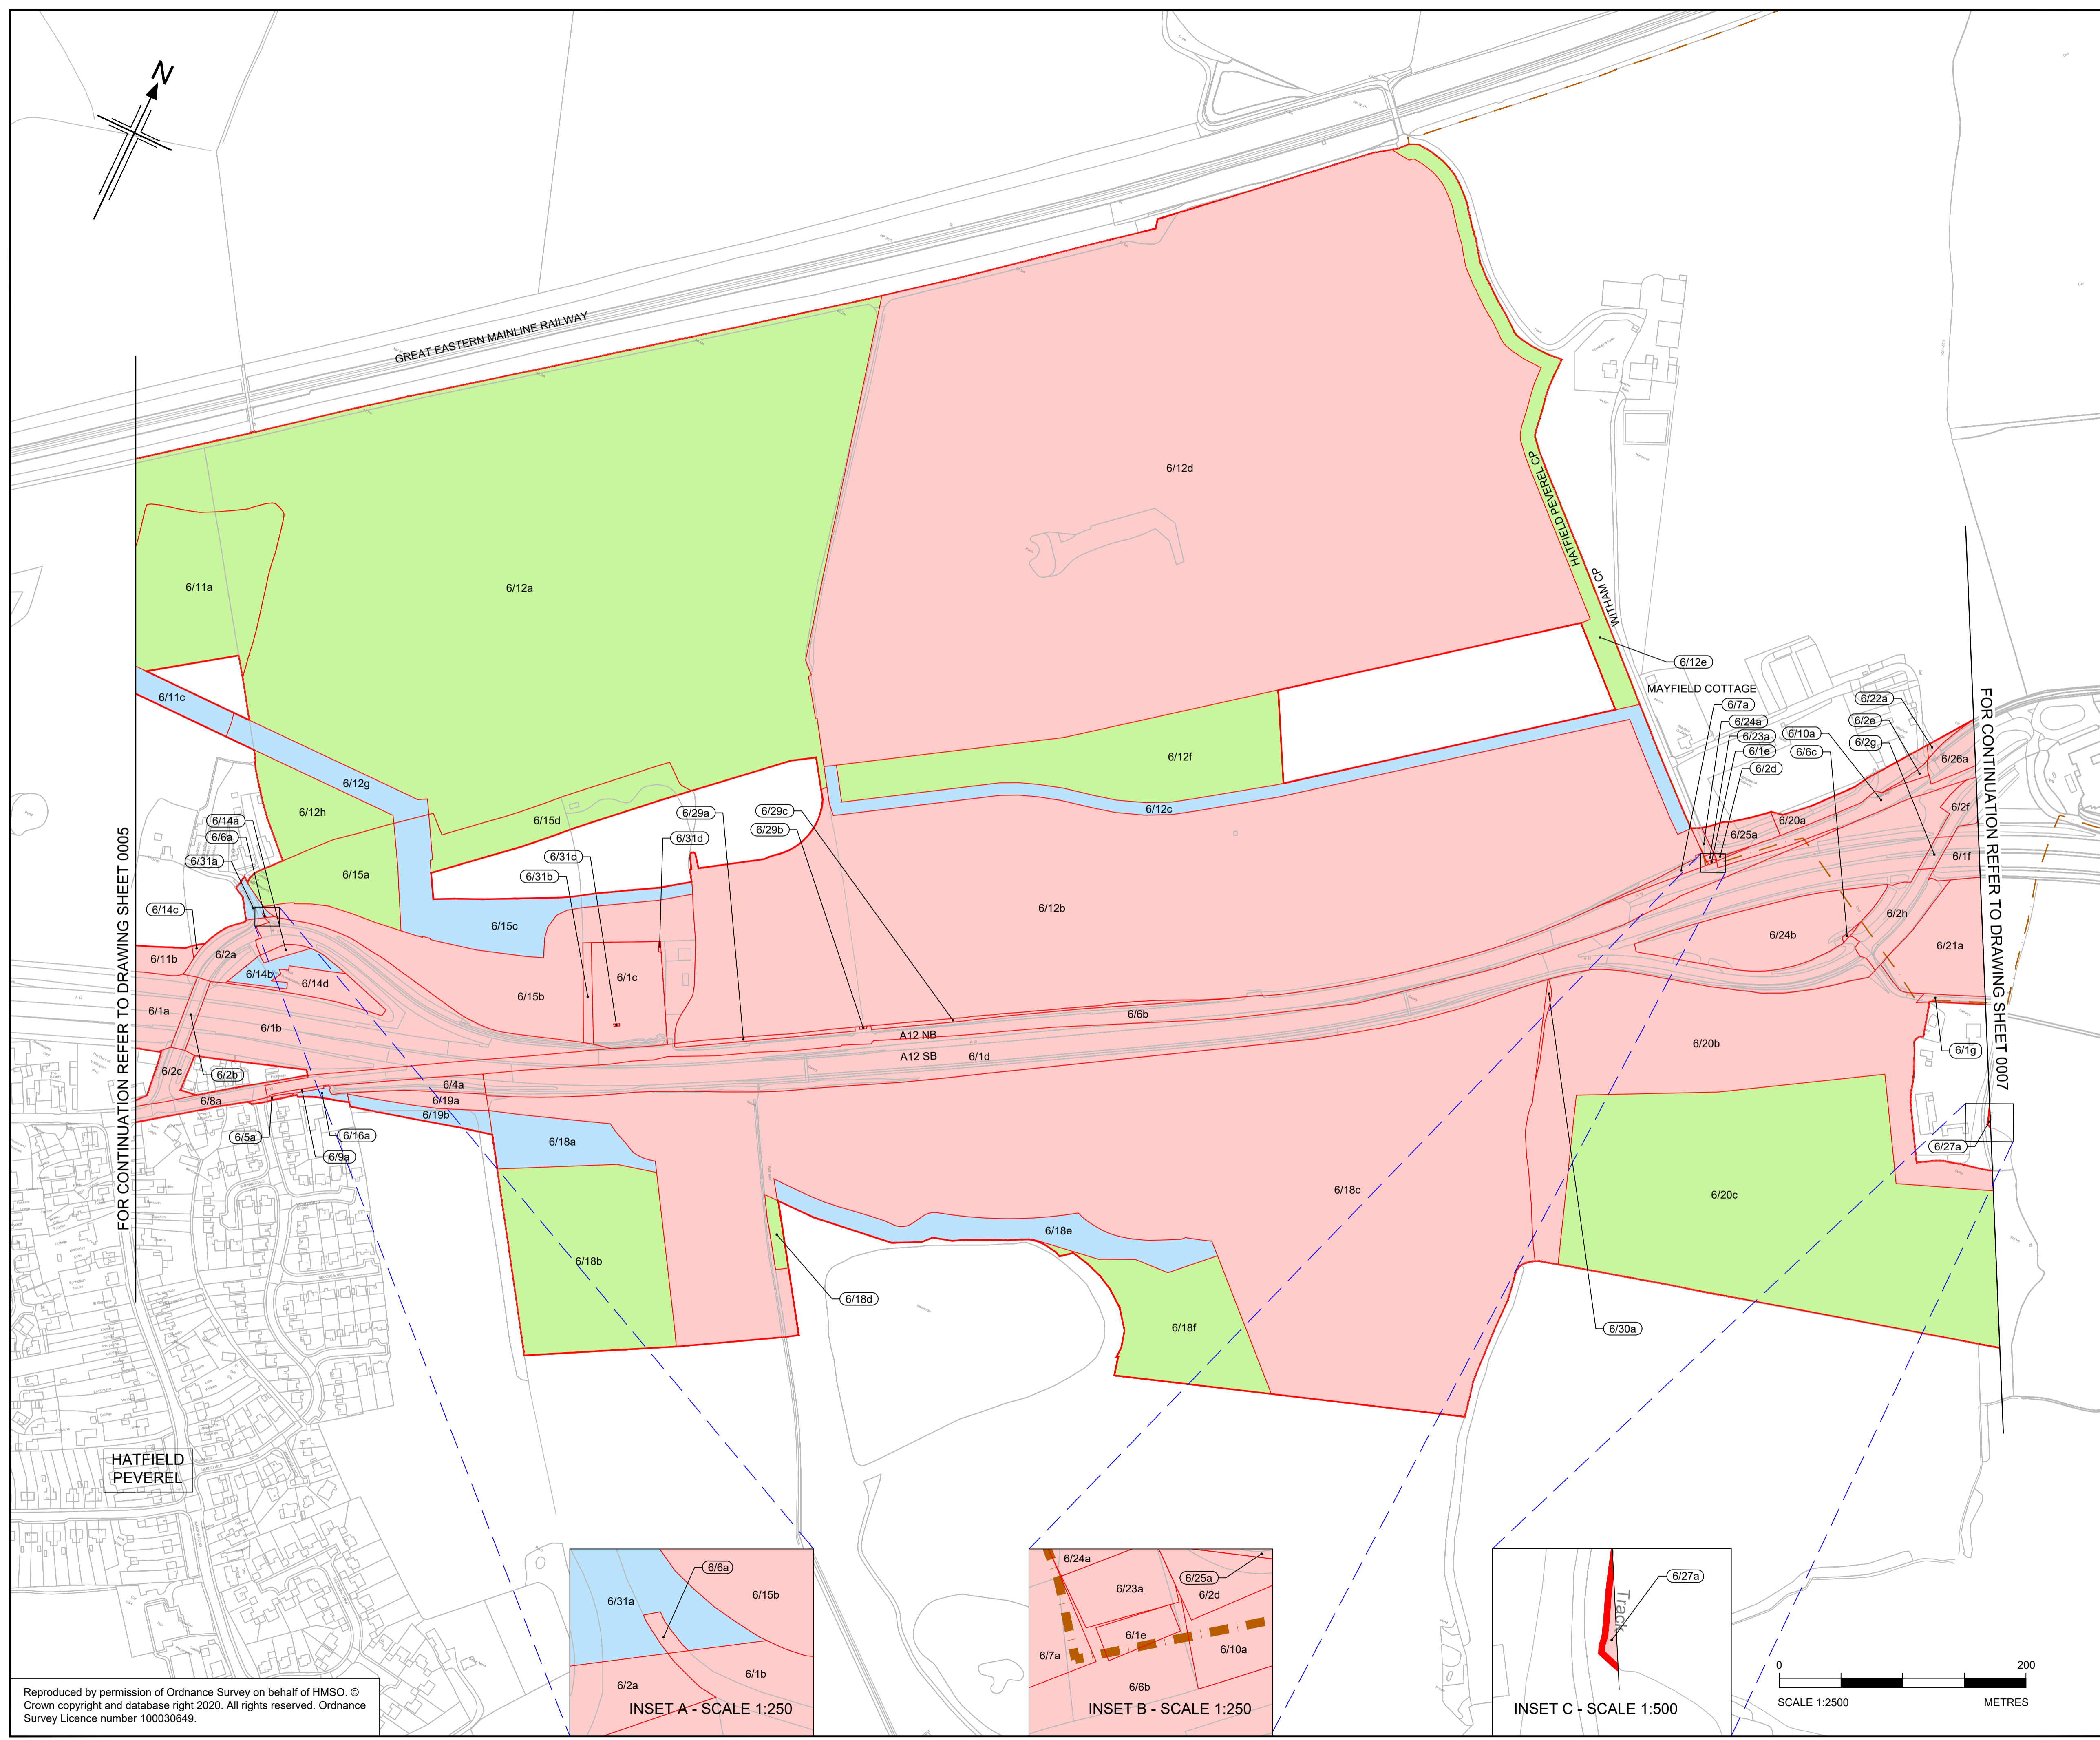 N
GREAT EASTERN MAINLINE RAILWAY
6/12d
HATFIELD PEVEREL CP
WITHAM CP
6/11a
6/12a
6/12e
MAYFIELD COTTAGE
6/11c
6/7a
6/22a
6/24a
6/2e
6/23a
6/10a
6/1e
6/6c
6/2g
6/2d
6/26a
6/12f
6/12g
6/12c
6/2f
6/12h
6/15d
6/14a
6/6a
6/31a
6/29a
6/29c
6/29b
6/31d
6/31c
6/31b
6/20a
6/25a
6/1f
6/15a
6/14c
6/12b
6/2h
6/15c
6/24b
6/21a
6/11b
6/2a
6/14b
6/14d
6/1c
6/15b
6/1a
6/1b
6/6b
A12 NB
A12 SB
6/1d
6/20b
6/1g
6/2c
6/2b
6/4a
6/8a
6/19a
6/19b
6/5a
6/16a
6/9a
6/18a
6/27a
6/18c
6/20c
6/18e
6/18b
6/18d
6/18f
6/30a
FOR CONTINUATION REFER TO DRAWING SHEET 0005
FOR CONTINUATION REFER TO DRAWING SHEET 0007
HATFIELD
PEVEREL
6/6a
6/31a
6/15b
6/2a
6/1b
INSET A - SCALE 1:250
6/24a
6/23a
6/25a
6/2d
6/1e
6/7a
6/10a
6/6b
INSET B - SCALE 1:250
6/27a
Track
INSET C - SCALE 1:500
0
200
SCALE 1:2500
METRES
Reproduced by permission of Ordnance Survey on behalf of HMSO. ©
Crown copyright and database right 2020. All rights reserved. Ordnance
Survey Licence number 100030649.